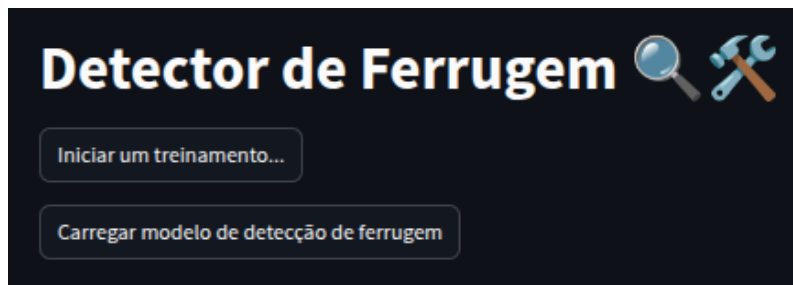 Detector de Ferrugem 🔍🛠️
Iniciar um treinamento...
Carregar modelo de detecção de ferrugem